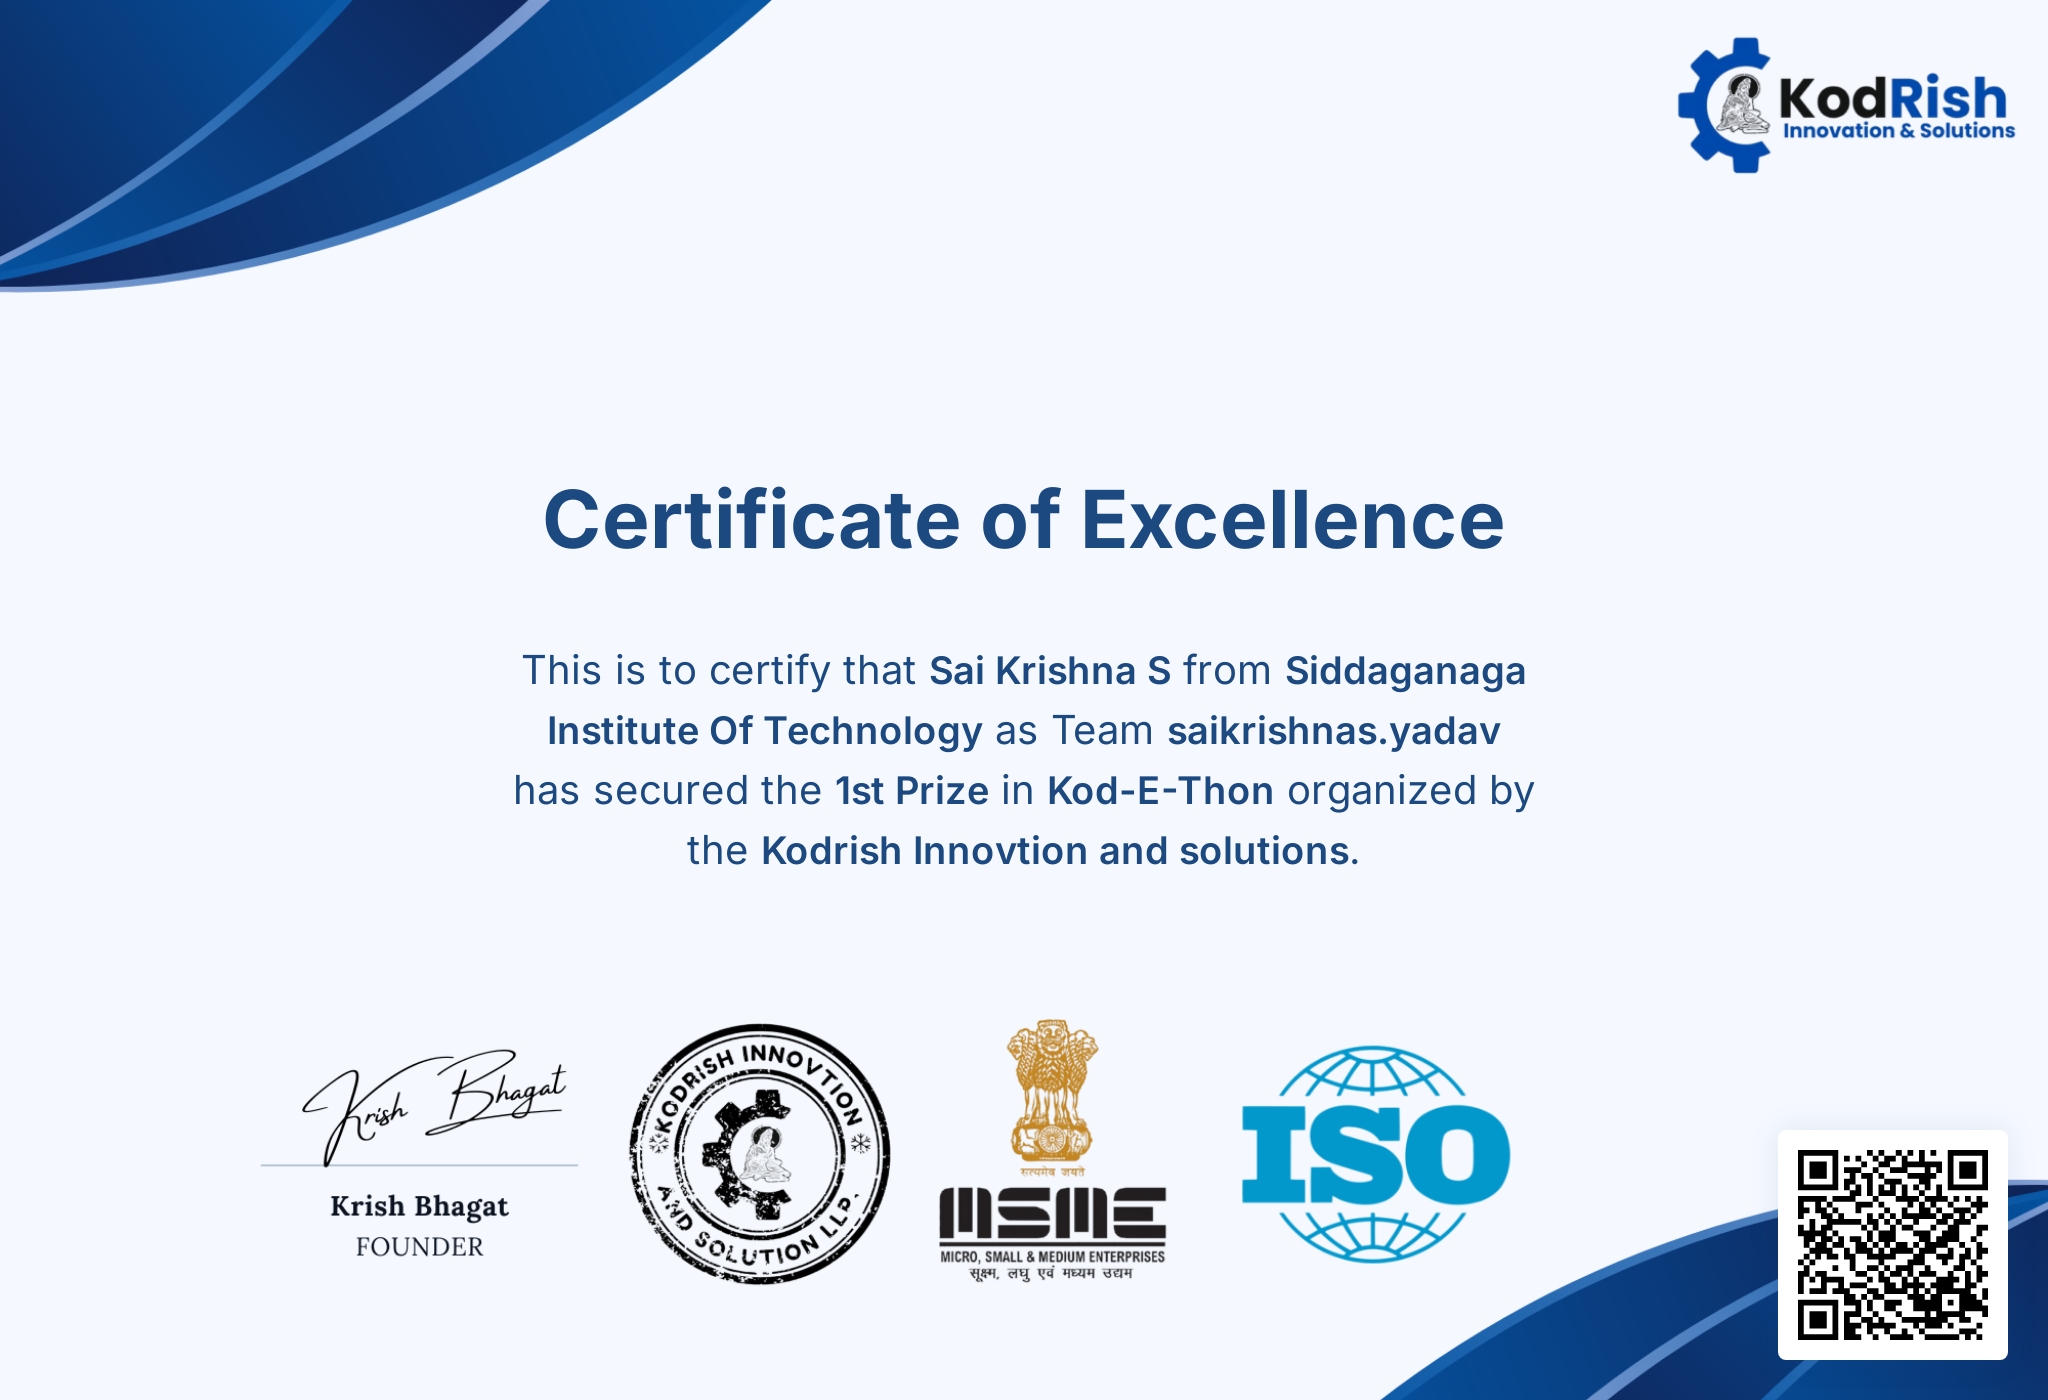 KodRish
Innovation & Solutions
Certificate of Excellence
This is to certify that Sai Krishna S from Siddaganaga
Institute Of Technology as Team saikrishnas.yadav
has secured the 1st Prize in Kod-E-Thon organized by
the Kodrish Innovtion and solutions.
Krish Bhagat
Krish Bhagat
FOUNDER
KODRISH INNOVTION
AND SOLUTION LLP.
सत्यमेव जयते
MSME
MICRO, SMALL & MEDIUM ENTERPRISES
सूक्ष्म, लघु एवं मध्यम उद्यम
ISO